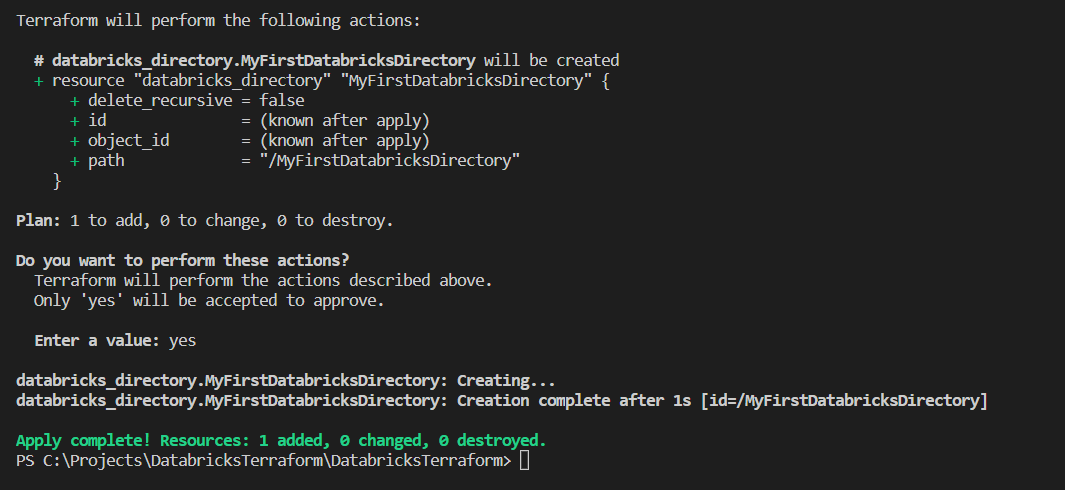 Terraform will perform the following actions:
# databricks_directory.MyFirstDatabricksDirectory will be created
+ resource "databricks_directory" "MyFirstDatabricksDirectory" {
+ delete_recursive = false
+ id = (known after apply)
+ object_id = (known after apply)
+ path = "/MyFirstDatabricksDirectory"
}
Plan: 1 to add, 0 to change, 0 to destroy.
Do you want to perform these actions?
Terraform will perform the actions described above.
Only 'yes' will be accepted to approve.
Enter a value: yes
databricks_directory.MyFirstDatabricksDirectory: Creating...
databricks_directory.MyFirstDatabricksDirectory: Creation complete after 1s [id=/MyFirstDatabricksDirectory]
Apply complete! Resources: 1 added, 0 changed, 0 destroyed.
PS C:\Projects\DatabricksTerraform\DatabricksTerraform>